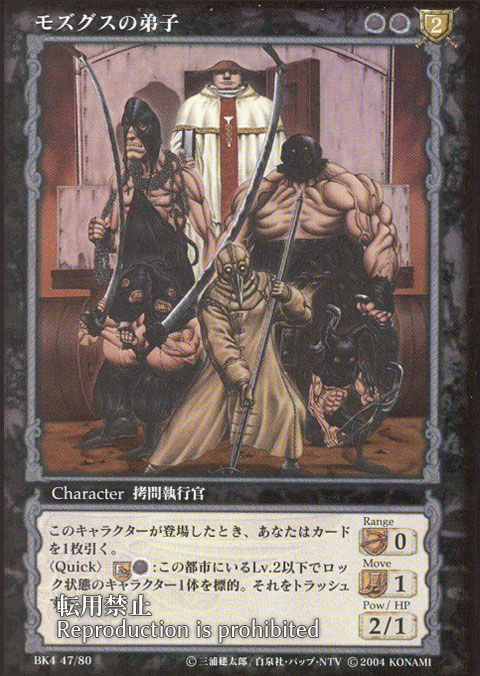 モズグスの弟子
2
Character 拷問執行官
このキャラクターが登場したとき、あなたはカード
を1枚引く。
〈Quick〉 :この都市にいるLv.2以下でロッ
ク状態のキャラクター1体を標的。それをトラッシュ
す
転用禁止
Reproduction is prohibited
Range
0
Move
1
Pow/ HP
2/1
BK4 47/80
©三浦建太郎/白泉社・バップ・NTV ©2004 KONAMI